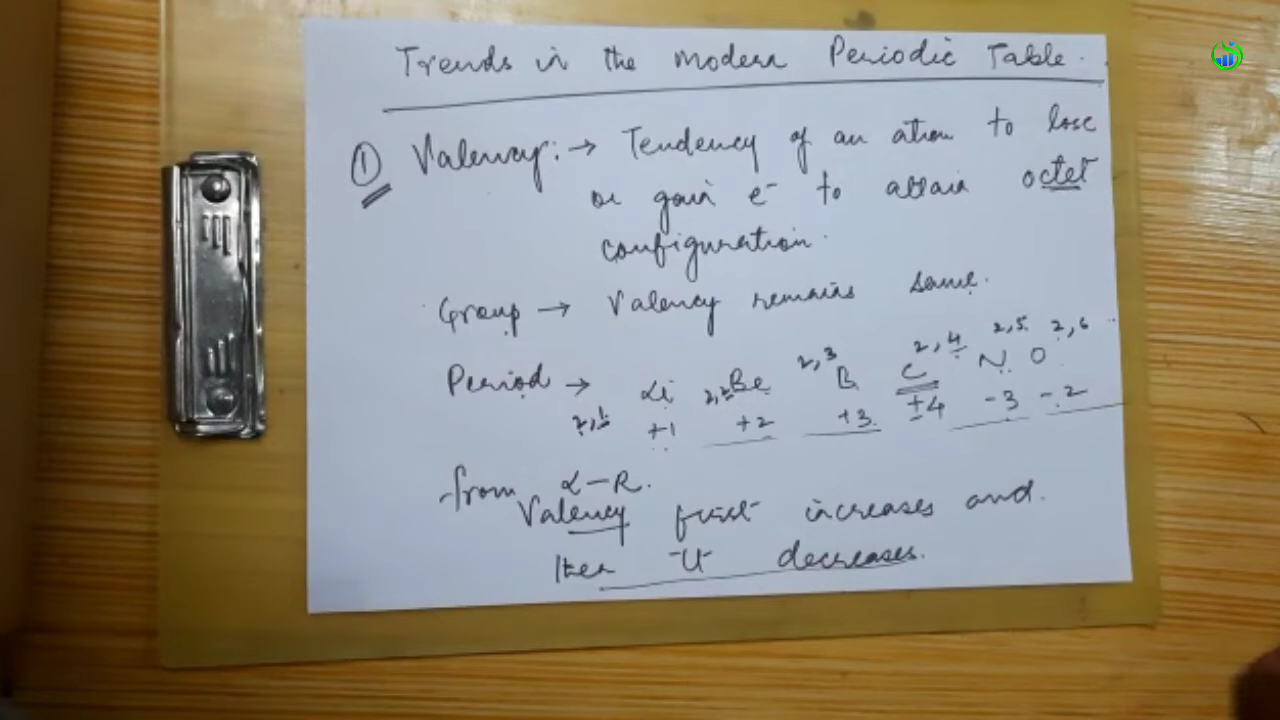 Trends in the Modern Periodic Table.
① Valency :→ Tendency of an atom to lose
or gain e⁻ to attain octet
configuration.
Group → Valency remains same.
2,3 2,4 2,5 2,6
Period → Li 2,2 Be B C N O
2,1 +1 +2 +3 ±4 -3 -2
from L-R.
Valency first increases and
then it decreases.